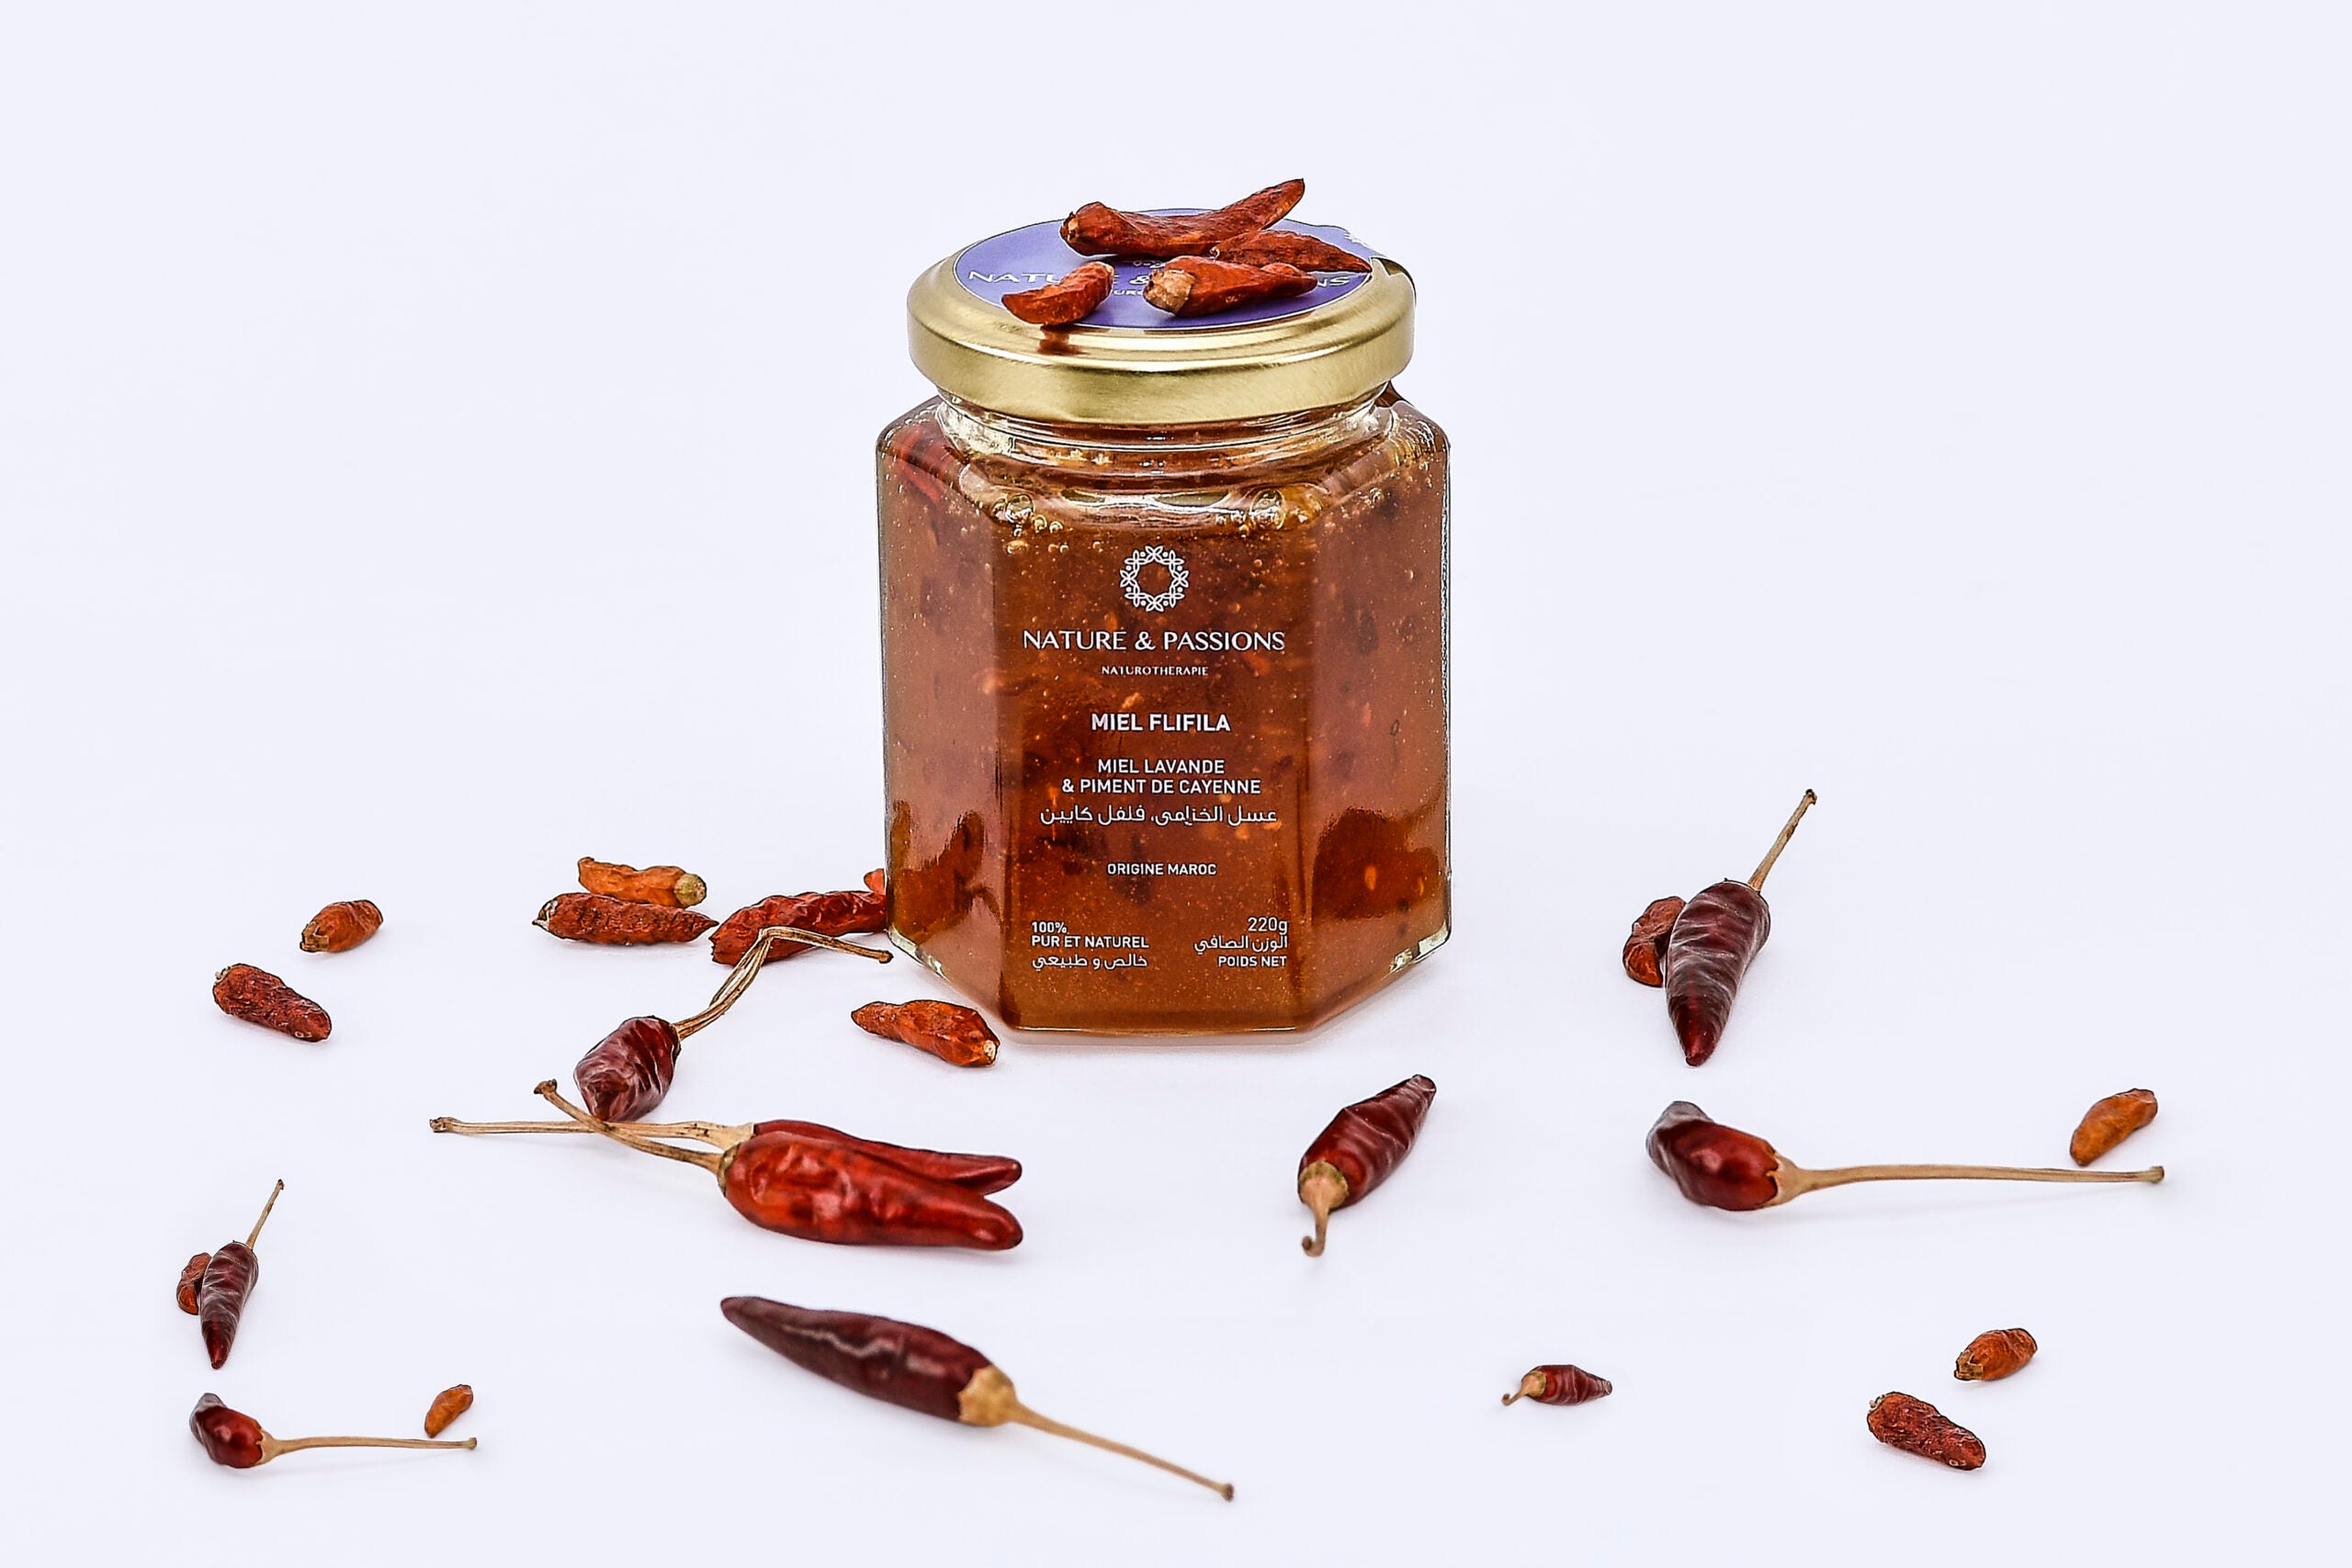 NATURE & PASSIONS
NATUROTHERAPIE
MIEL FLIFILA
MIEL LAVANDE
& PIMENT DE CAYENNE
عسل الخزامى، فلفل كايين
ORIGINE MAROC
100%
PUR ET NATUREL
خالص و طبيعي
220g
الوزن الصافي
POIDS NET